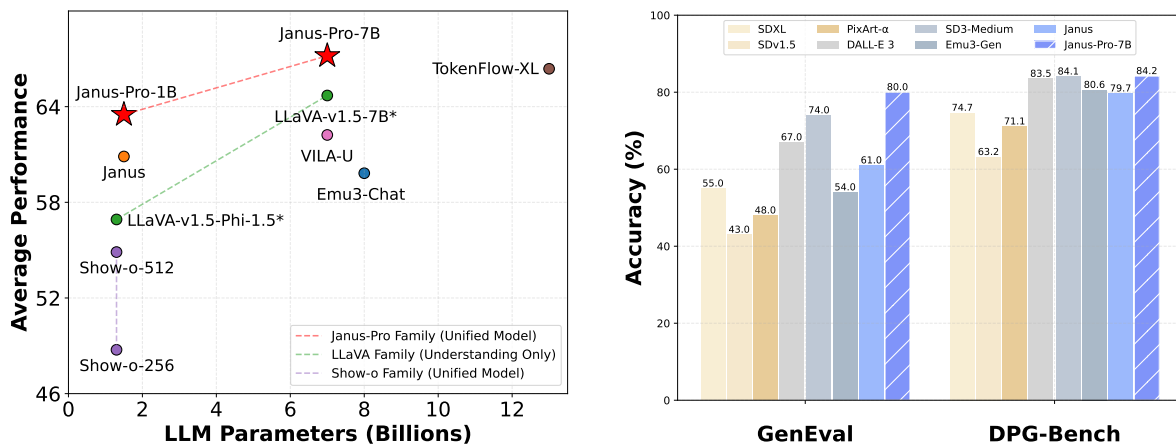 Average Performance
64
58
52
46
0
2
4
6
8
10
12
LLM Parameters (Billions)
Janus-Pro-7B
TokenFlow-XL
Janus-Pro-1B
LLaVA-v1.5-7B*
VILA-U
Janus
Emu3-Chat
LLaVA-v1.5-Phi-1.5*
Show-o-512
Show-o-256
Janus-Pro Family (Unified Model)
LLaVA Family (Understanding Only)
Show-o Family (Unified Model)
Accuracy (%)
100
80
60
40
20
0
SDXL
SDv1.5
PixArt-α
DALL-E 3
SD3-Medium
Emu3-Gen
Janus
Janus-Pro-7B
55.0
43.0
48.0
67.0
74.0
54.0
61.0
80.0
74.7
63.2
71.1
83.5
84.1
80.6
79.7
84.2
GenEval
DPG-Bench